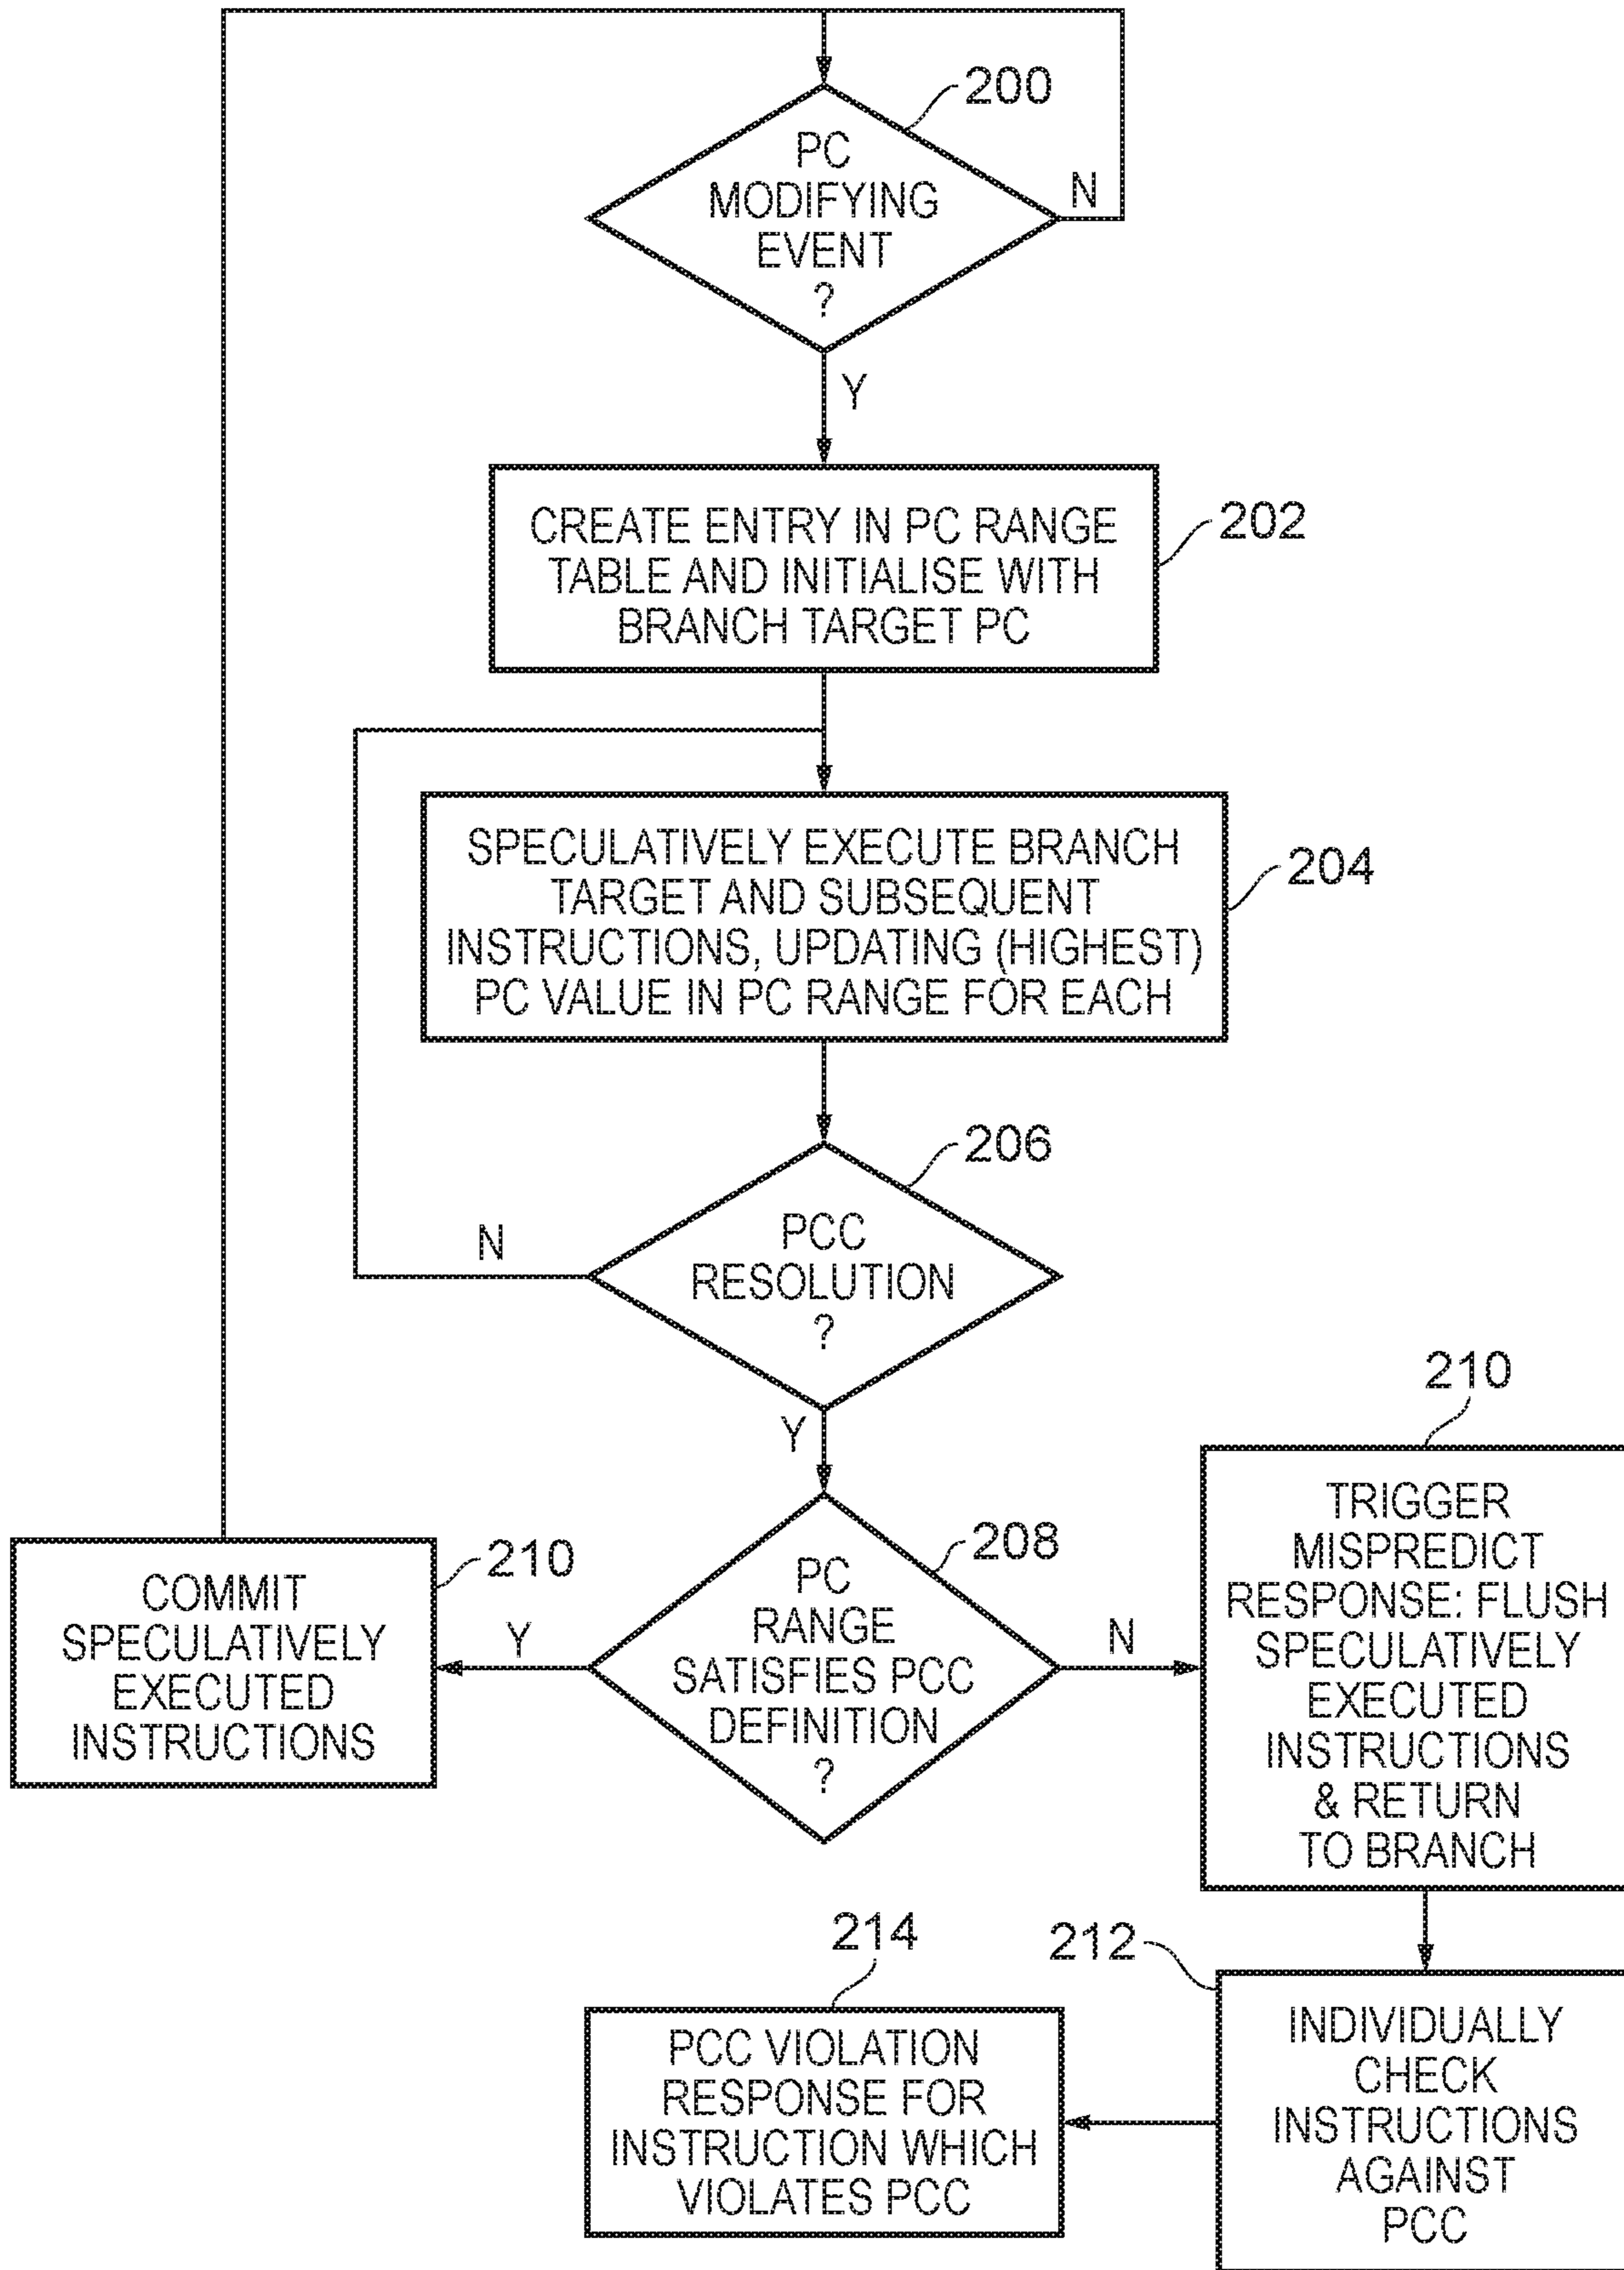 200
PC
MODIFYING
EVENT
?
N
Y
CREATE ENTRY IN PC RANGE
TABLE AND INITIALISE WITH
BRANCH TARGET PC
202
SPECULATIVELY EXECUTE BRANCH
TARGET AND SUBSEQUENT
INSTRUCTIONS, UPDATING (HIGHEST)
PC VALUE IN PC RANGE FOR EACH
204
206
PCC
RESOLUTION
?
N
Y
208
PC
RANGE
SATISFIES PCC
DEFINITION
?
Y
N
210
COMMIT
SPECULATIVELY
EXECUTED
INSTRUCTIONS
210
TRIGGER
MISPREDICT
RESPONSE: FLUSH
SPECULATIVELY
EXECUTED
INSTRUCTIONS
& RETURN
TO BRANCH
212
INDIVIDUALLY
CHECK
INSTRUCTIONS
AGAINST
PCC
214
PCC VIOLATION
RESPONSE FOR
INSTRUCTION WHICH
VIOLATES PCC